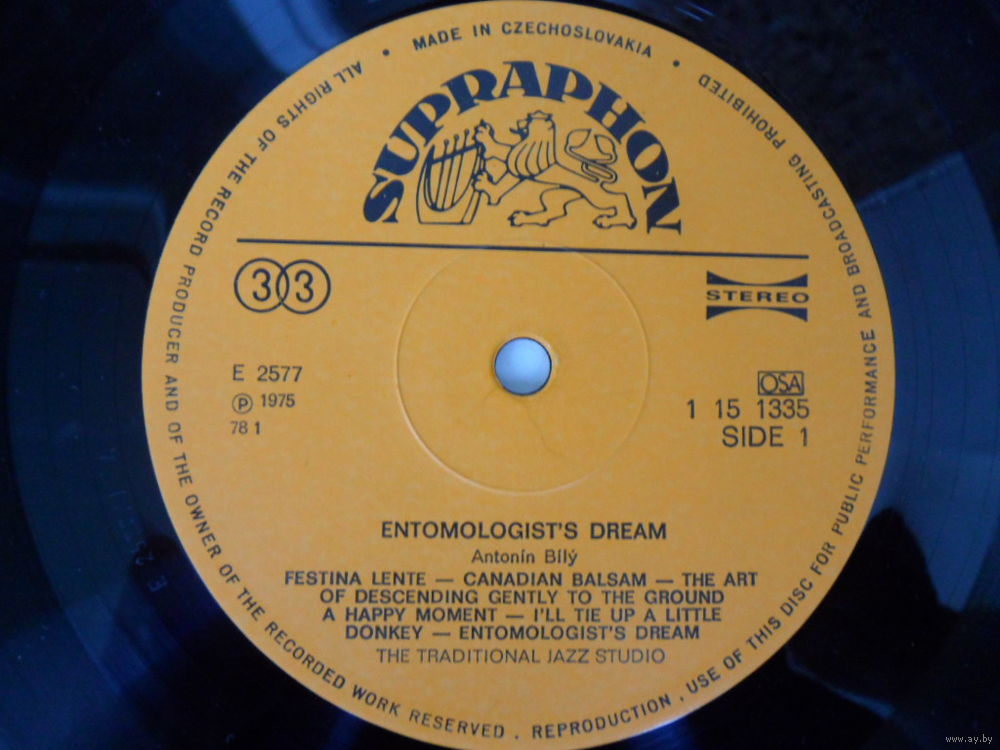 MADE IN CZECHOSLOVAKIA
SUPRAPHON
33
STEREO
E 2577
Ⓟ 1975
78 1
OSA
1 15 1335
SIDE 1
ENTOMOLOGIST'S DREAM
Antonín Bílý
FESTINA LENTE — CANADIAN BALSAM — THE ART
OF DESCENDING GENTLY TO THE GROUND
A HAPPY MOMENT — I'LL TIE UP A LITTLE
DONKEY — ENTOMOLOGIST'S DREAM
THE TRADITIONAL JAZZ STUDIO
ALL RIGHTS OF THE RECORD PRODUCER AND OF THE OWNER OF THE RECORDED WORK RESERVED . REPRODUCTION , USE OF THIS DISC FOR PUBLIC PERFORMANCE AND BROADCASTING PROHIBITED
www.ay.by